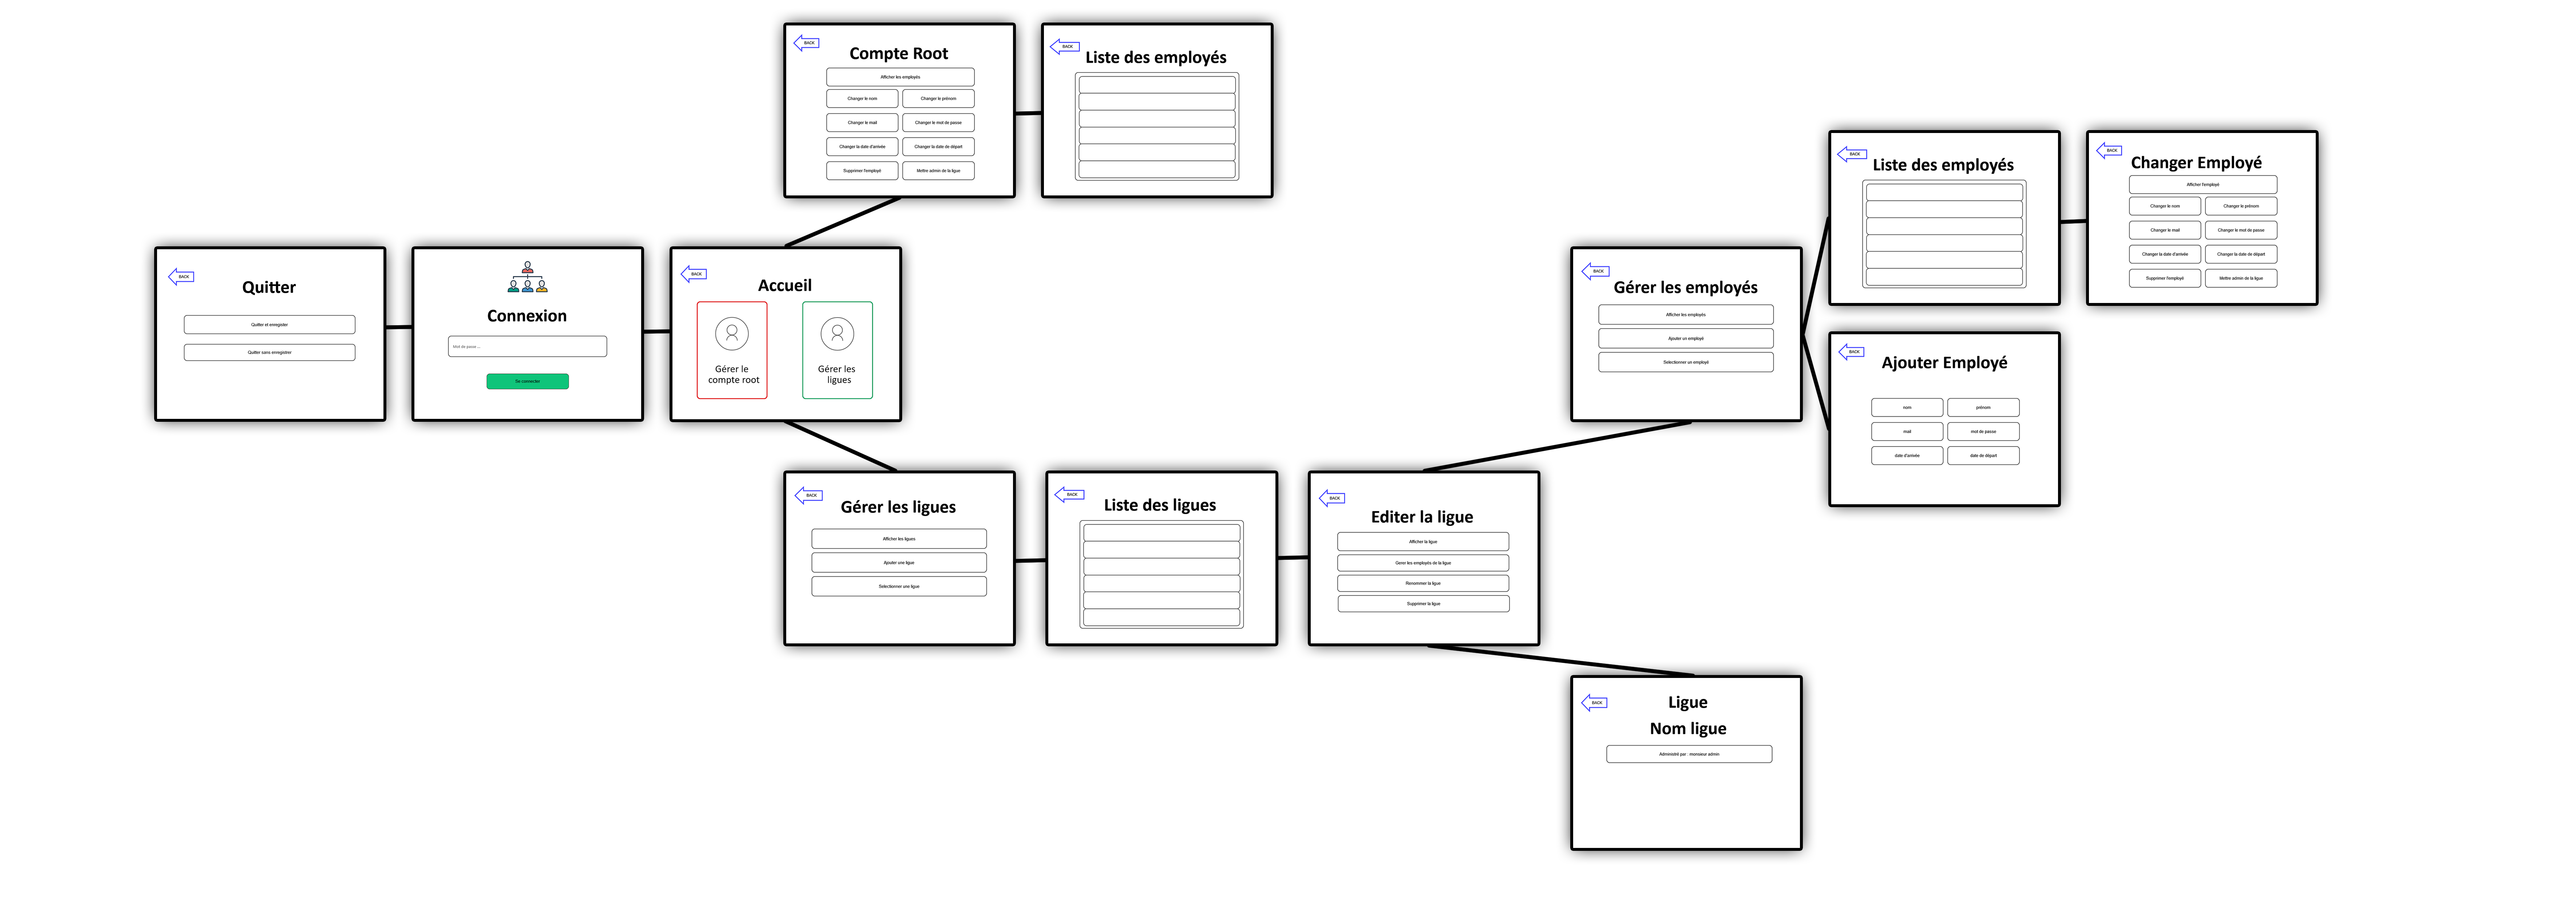 BACK
Compte Root
Afficher les employés
Changer le nom
Changer le prénom
Changer le mail
Changer le mot de passe
Changer la date d'arrivée
Changer la date de départ
Supprimer l'employé
Mettre admin de la ligue
BACK
Liste des employés
BACK
Quitter
Quitter et enregister
Quitter sans enregistrer
Connexion
Mot de passe ...
Se connecter
BACK
Accueil
Gérer le
compte root
Gérer les
ligues
BACK
Gérer les ligues
Afficher les ligues
Ajouter une ligue
Selectionner une ligue
BACK
Liste des ligues
BACK
Editer la ligue
Afficher la ligue
Gerer les employés de la ligue
Renommer la ligue
Supprimer la ligue
BACK
Gérer les employés
Afficher les employés
Ajouter un employé
Selectionner un employé
BACK
Liste des employés
BACK
Changer Employé
Afficher l'employé
Changer le nom
Changer le prénom
Changer le mail
Changer le mot de passe
Changer la date d'arrivée
Changer la date de départ
Supprimer l'employé
Mettre admin de la ligue
BACK
Ajouter Employé
nom
prénom
mail
mot de passe
date d'arrivée
date de départ
BACK
Ligue
Nom ligue
Administré par : monsieur admin